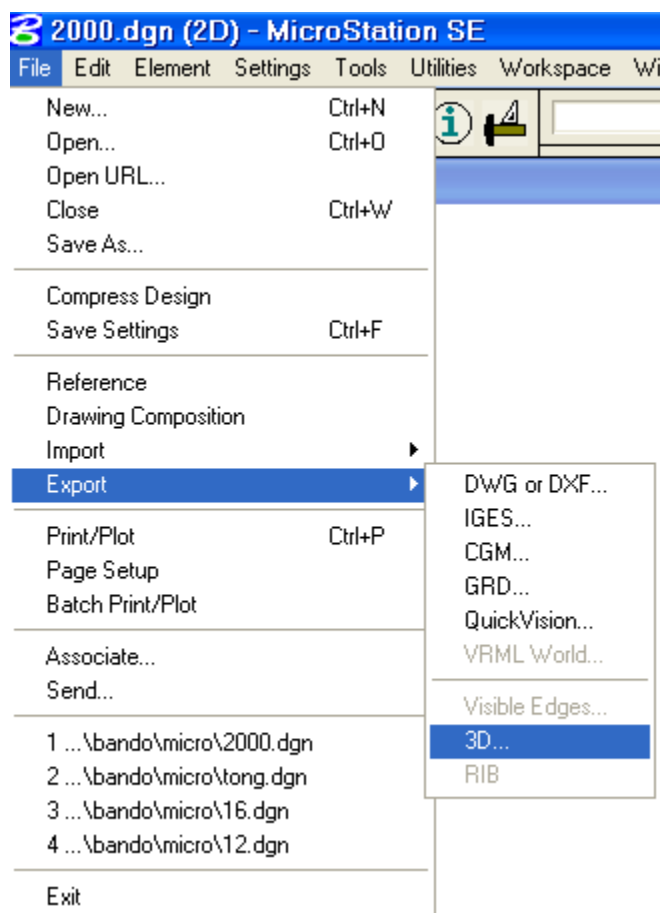 2000.dgn (2D) - MicroStation SE
File Edit Element Settings Tools Utilities Workspace Wi
New... Ctrl+N
Open... Ctrl+O
Open URL...
Close Ctrl+W
Save As...
Compress Design
Save Settings Ctrl+F
Reference
Drawing Composition
Import
Export
Print/Plot Ctrl+P
Page Setup
Batch Print/Plot
Associate...
Send...
1 ...\bando\micro\2000.dgn
2 ...\bando\micro\tong.dgn
3 ...\bando\micro\16.dgn
4 ...\bando\micro\12.dgn
Exit
DWG or DXF...
IGES...
CGM...
GRD...
QuickVision...
VRML World...
Visible Edges...
3D...
RIB